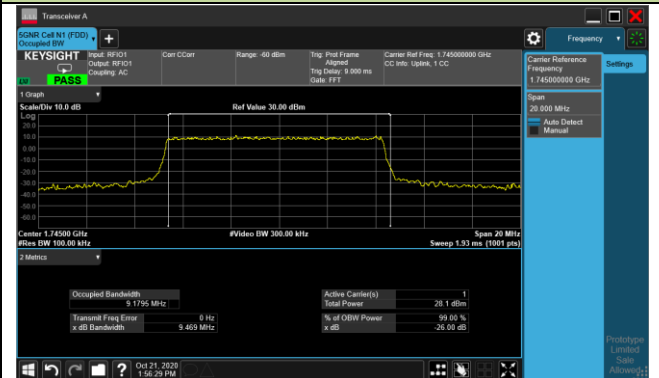 Transceiver A
5GNR Cell N1 (FDD)
Occupied BW
Frequency
KEYSIGHT
Input: RFIO1
Output: RFIO1
Coupling: AC
Corr CCorr
Range: -60 dBm
Trig: Prot Frame
Aligned
Trig Delay: 0.000 ms
Gate: FFT
Carrier Ref Freq: 1.745000000 GHz
CC Info: Uplink, 1 CC
PASS
Carrier Reference
Frequency
1.745000000 GHz
Settings
Span
20.000 MHz
Auto Detect
Manual
1 Graph
Scale/Div 10.0 dB
Ref Value 30.00 dBm
Log
20.0
10.0
0.00
-10.0
-20.0
-30.0
-40.0
-50.0
-60.0
Center 1.74500 GHz
#Video BW 300.00 kHz
Span 20 MHz
#Res BW 100.00 kHz
Sweep 1.93 ms (1001 pts)
2 Metrics
Occupied Bandwidth
9.1795 MHz
Active Carrier(s) 1
Total Power 28.1 dBm
Transmit Freq Error 0 Hz
x dB Bandwidth 9.469 MHz
% of OBW Power 99.00 %
x dB -26.00 dB
Prototype
Limited
Sale
Allowed
?
Oct 21, 2020
1:56:29 PM